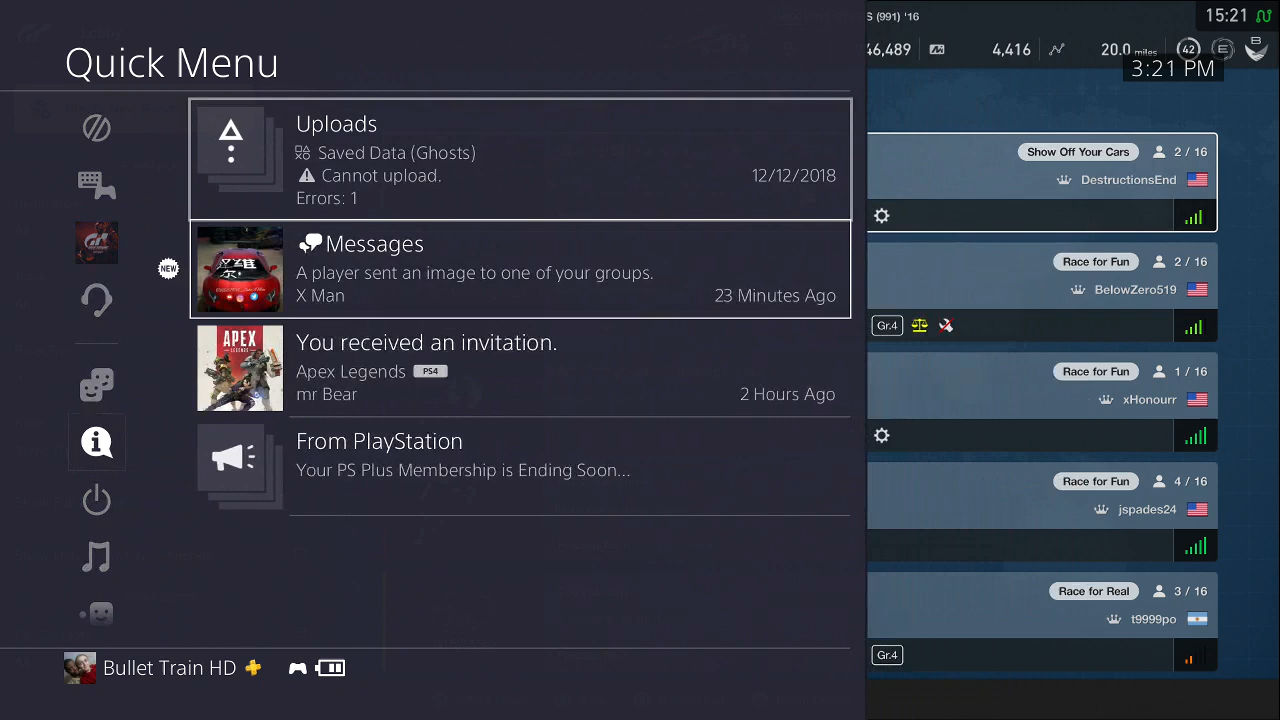 Quick Menu
Uploads
Saved Data (Ghosts)
Cannot upload.
12/12/2018
Errors: 1
NEW
Messages
A player sent an image to one of your groups.
X Man
23 Minutes Ago
APEX
LEGENDS
You received an invitation.
Apex Legends PS4
mr Bear
2 Hours Ago
From PlayStation
Your PS Plus Membership is Ending Soon...
Bullet Train HD
S (991) '16
15:21
46,489
4,416
20.0 miles
42
E
B
3:21 PM
Show Off Your Cars 2 / 16
DestructionsEnd
Race for Fun 2 / 16
BelowZero519
Gr.4
Race for Fun 1 / 16
xHonourr
Race for Fun 4 / 16
jspades24
Race for Real 3 / 16
t9999po
Gr.4